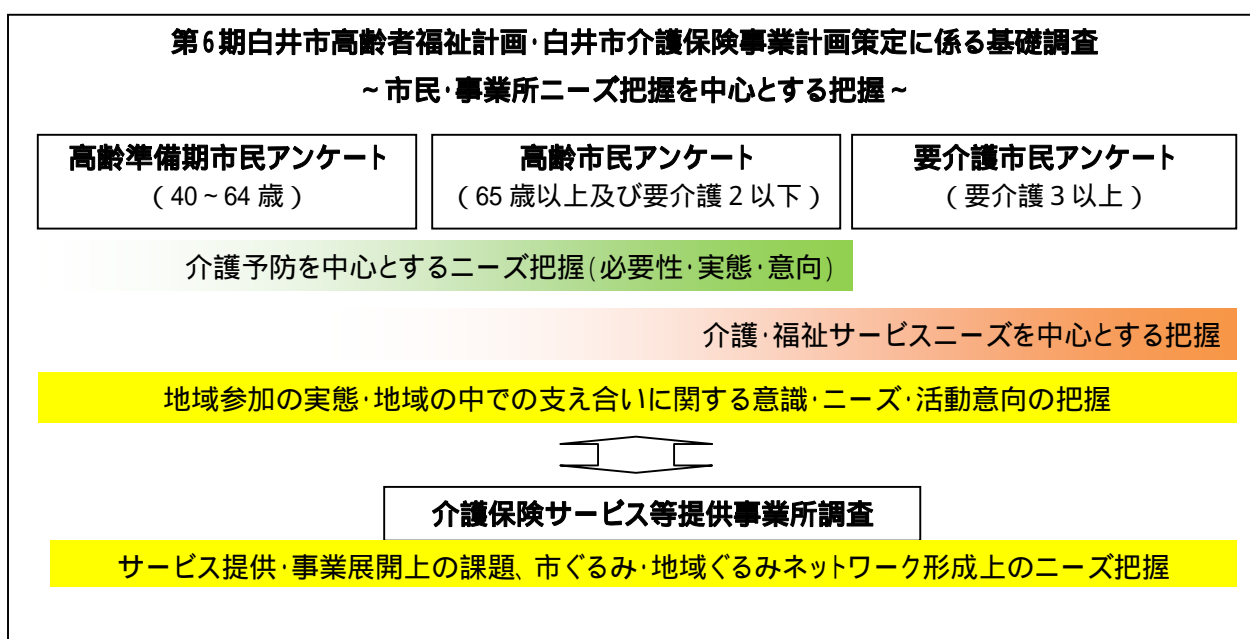 第6期白井市高齢者福祉計画・白井市介護保険事業計画策定に係る基礎調査
～市民・事業所ニーズ把握を中心とする把握～
高齢準備期市民アンケート
（40～64歳）
高齢市民アンケート
（65歳以上及び要介護２以下）
要介護市民アンケート
（要介護３以上）
介護予防を中心とするニーズ把握(必要性・実態・意向)
介護・福祉サービスニーズを中心とする把握
地域参加の実態・地域の中での支え合いに関する意識・ニーズ・活動意向の把握
介護保険サービス等提供事業所調査
サービス提供・事業展開上の課題、市ぐるみ・地域ぐるみネットワーク形成上のニーズ把握